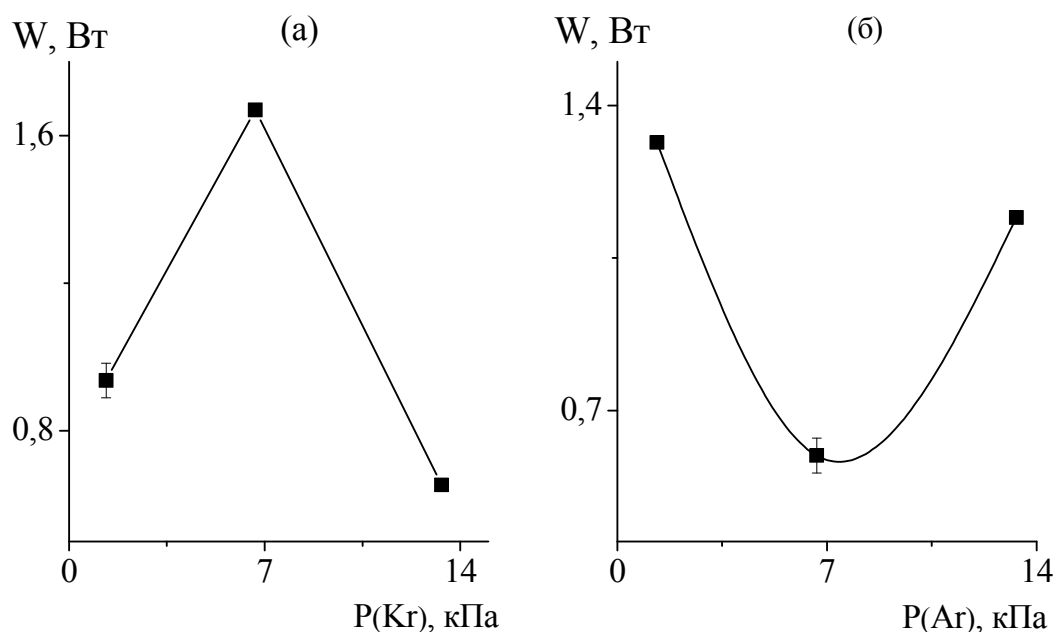 W, Вт
(а)
1,6
0,8
0
7
14
P(Kr), кПа
W, Вт
(б)
1,4
0,7
0
7
14
P(Ar), кПа